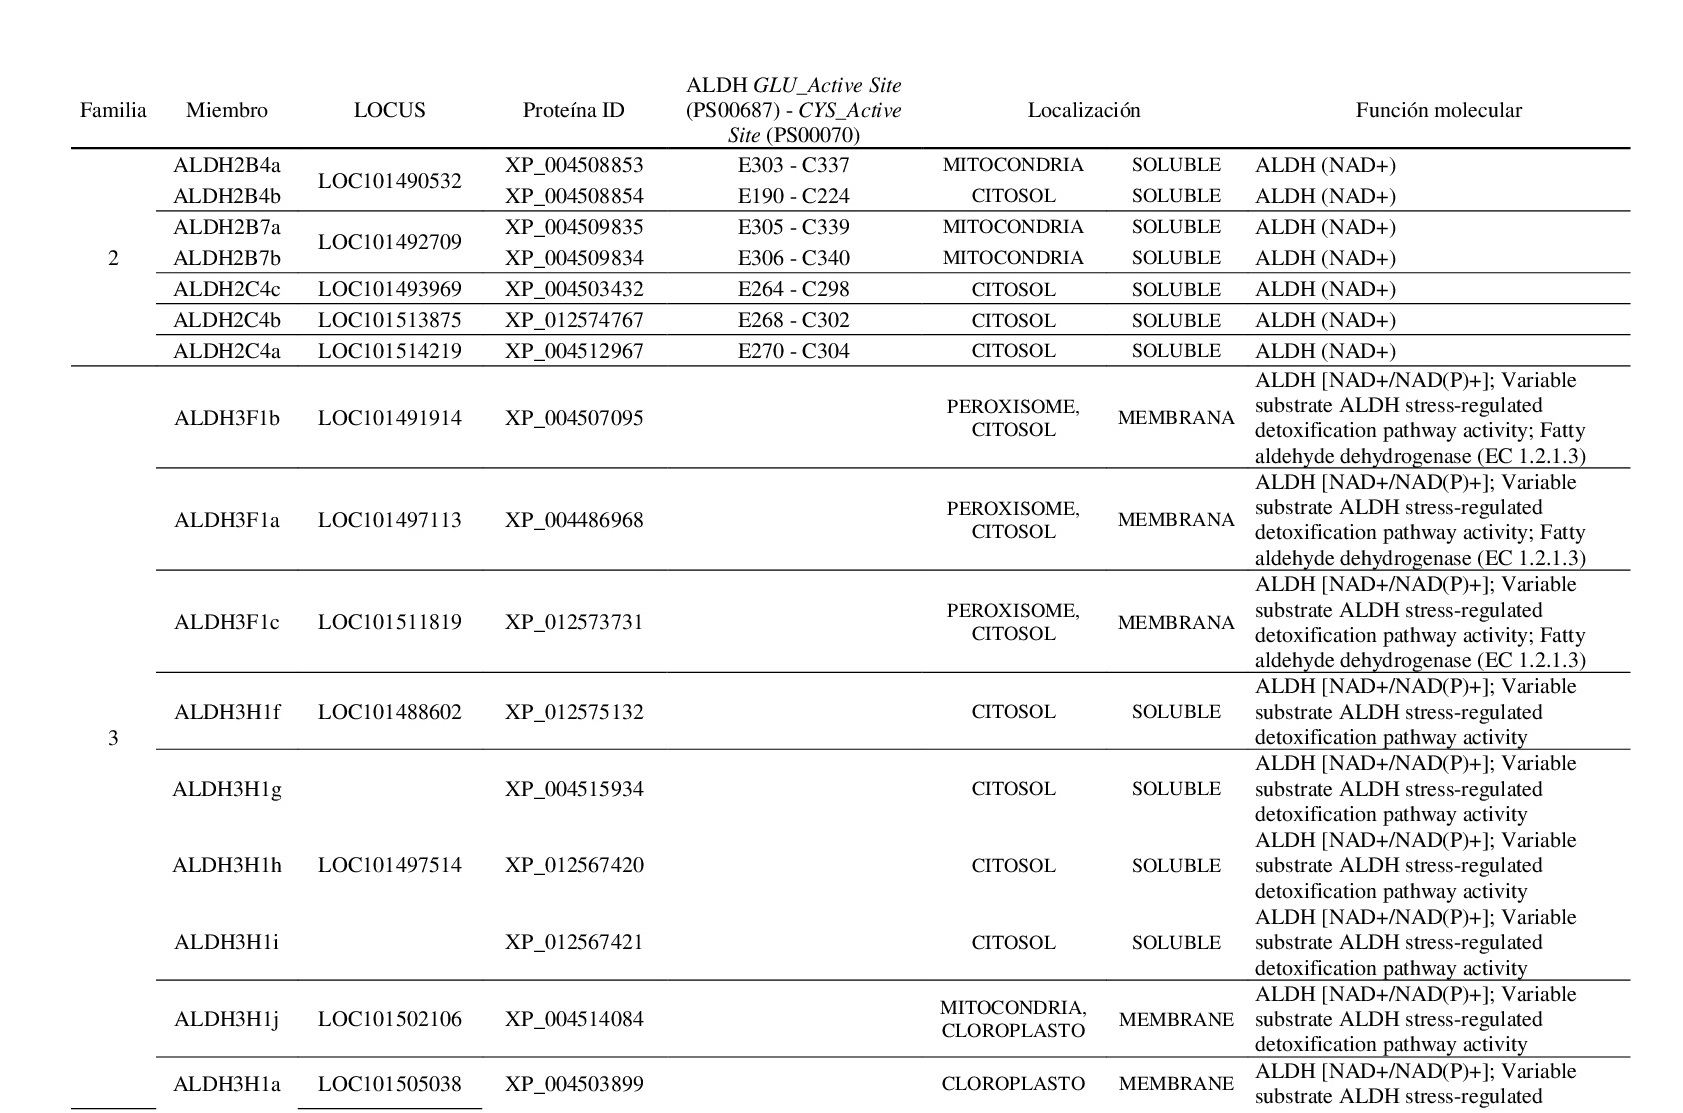 ALDH GLU_Active Site
Familia Miembro LOCUS Proteína ID (PS00687) - CYS_Active Localización Función molecular
Site (PS00070)
ALDH2B4a LOC101490532 XP_004508853 E303 - C337 MITOCONDRIA SOLUBLE ALDH (NAD+)
ALDH2B4b XP_004508854 E190 - C224 CITOSOL SOLUBLE ALDH (NAD+)
ALDH2B7a LOC101492709 XP_004509835 E305 - C339 MITOCONDRIA SOLUBLE ALDH (NAD+)
2 ALDH2B7b XP_004509834 E306 - C340 MITOCONDRIA SOLUBLE ALDH (NAD+)
ALDH2C4c LOC101493969 XP_004503432 E264 - C298 CITOSOL SOLUBLE ALDH (NAD+)
ALDH2C4b LOC101513875 XP_012574767 E268 - C302 CITOSOL SOLUBLE ALDH (NAD+)
ALDH2C4a LOC101514219 XP_004512967 E270 - C304 CITOSOL SOLUBLE ALDH (NAD+)
ALDH [NAD+/NAD(P)+]; Variable
PEROXISOME, substrate ALDH stress-regulated
ALDH3F1b LOC101491914 XP_004507095 CITOSOL MEMBRANA detoxification pathway activity; Fatty
aldehyde dehydrogenase (EC 1.2.1.3)
ALDH [NAD+/NAD(P)+]; Variable
PEROXISOME, substrate ALDH stress-regulated
ALDH3F1a LOC101497113 XP_004486968 CITOSOL MEMBRANA detoxification pathway activity; Fatty
aldehyde dehydrogenase (EC 1.2.1.3)
ALDH [NAD+/NAD(P)+]; Variable
PEROXISOME, substrate ALDH stress-regulated
ALDH3F1c LOC101511819 XP_012573731 CITOSOL MEMBRANA detoxification pathway activity; Fatty
aldehyde dehydrogenase (EC 1.2.1.3)
ALDH [NAD+/NAD(P)+]; Variable
ALDH3H1f LOC101488602 XP_012575132 CITOSOL SOLUBLE substrate ALDH stress-regulated
3 detoxification pathway activity
ALDH [NAD+/NAD(P)+]; Variable
ALDH3H1g XP_004515934 CITOSOL SOLUBLE substrate ALDH stress-regulated
detoxification pathway activity
ALDH [NAD+/NAD(P)+]; Variable
ALDH3H1h LOC101497514 XP_012567420 CITOSOL SOLUBLE substrate ALDH stress-regulated
detoxification pathway activity
ALDH [NAD+/NAD(P)+]; Variable
ALDH3H1i XP_012567421 CITOSOL SOLUBLE substrate ALDH stress-regulated
detoxification pathway activity
ALDH [NAD+/NAD(P)+]; Variable
ALDH3H1j LOC101502106 XP_004514084 MITOCONDRIA, CLOROPLASTO MEMBRANE substrate ALDH stress-regulated
detoxification pathway activity
ALDH3H1a LOC101505038 XP_004503899 CLOROPLASTO MEMBRANE ALDH [NAD+/NAD(P)+]; Variable
substrate ALDH stress-regulated